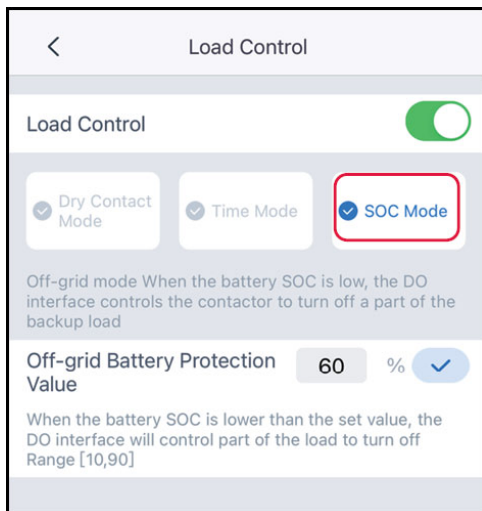 Load Control
Load Control
Dry Contact
Mode
Time Mode
SOC Mode
Off-grid mode When the battery SOC is low, the DO
interface controls the contactor to turn off a part of the
backup load
Off-grid Battery Protection
Value
60 %
When the battery SOC is lower than the set value, the
DO interface will control part of the load to turn off
Range [10,90]